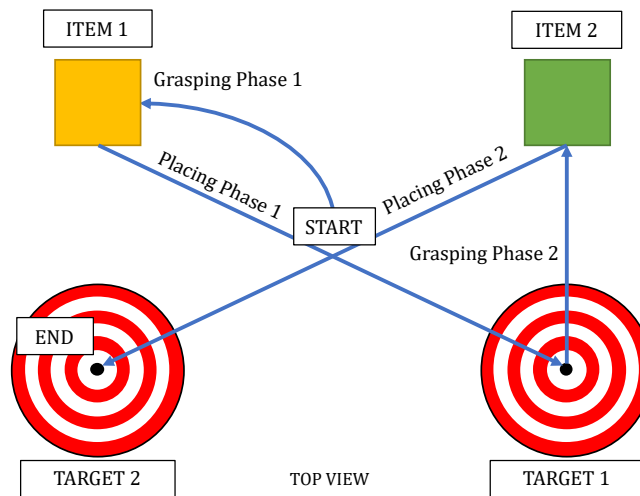 ITEM 1
ITEM 2
Grasping Phase 1
Placing Phase 1
Placing Phase 2
START
Grasping Phase 2
END
TARGET 2
TOP VIEW
TARGET 1